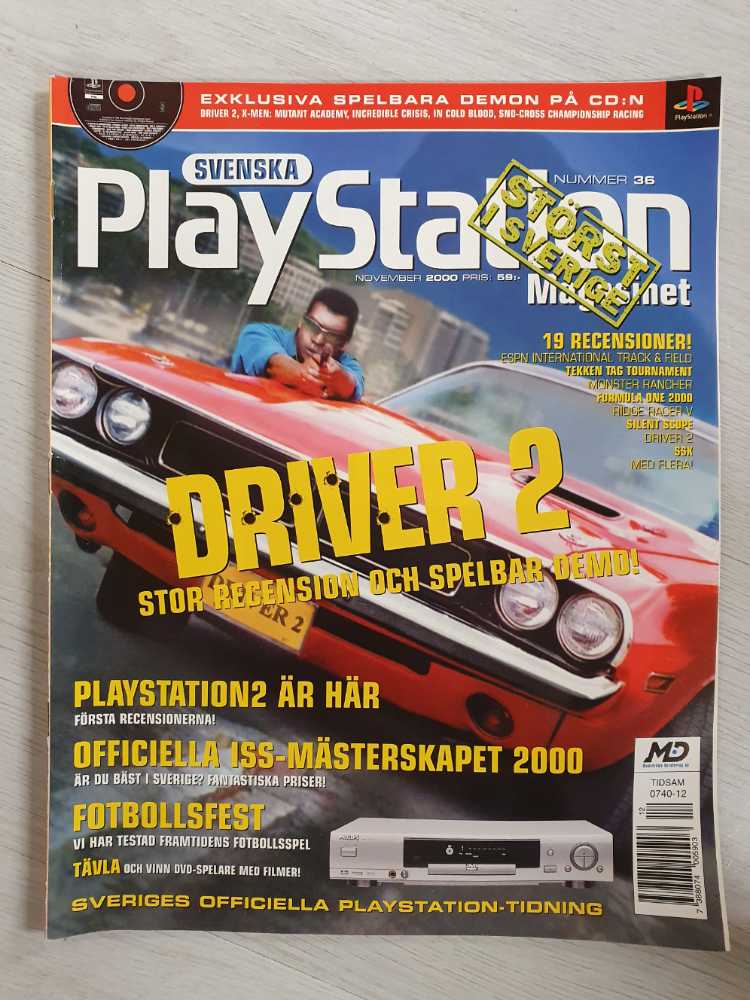 EXKLUSIVA SPELBARA DEMON PÅ CD:N
DRIVER 2, X-MEN: MUTANT ACADEMY, INCREDIBLE CRISIS, IN COLD BLOOD, SNO-CROSS CHAMPIONSHIP RACING
PlayStation
SVENSKA
NUMMER 36
PlayStation
Magasinet
STÖRST
I SVERIGE
NOVEMBER 2000 PRIS: 59:-
19 RECENSIONER!
ESPN INTERNATIONAL TRACK & FIELD
TEKKEN TAG TOURNAMENT
MONSTER RANCHER
FORMULA ONE 2000
RIDGE RACER V
SILENT SCOPE
DRIVER 2
SSX
MED FLERA!
DRIVER 2
STOR RECENSION OCH SPELBAR DEMO!
DRIVER 2
PLAYSTATION2 ÄR HÄR
FÖRSTA RECENSIONERNA!
OFFICIELLA ISS-MÄSTERSKAPET 2000
ÄR DU BÄST I SVERIGE? FANTASTISKA PRISER!
FOTBOLLSFEST
VI HAR TESTAD FRAMTIDENS FOTBOLLSSPEL
TÄVLA OCH VINN DVD-SPELARE MED FILMER!
PHILIPS
SVERIGES OFFICIELLA PLAYSTATION-TIDNING
MD
TIDSAM
0740-12
12
7 388074 005903